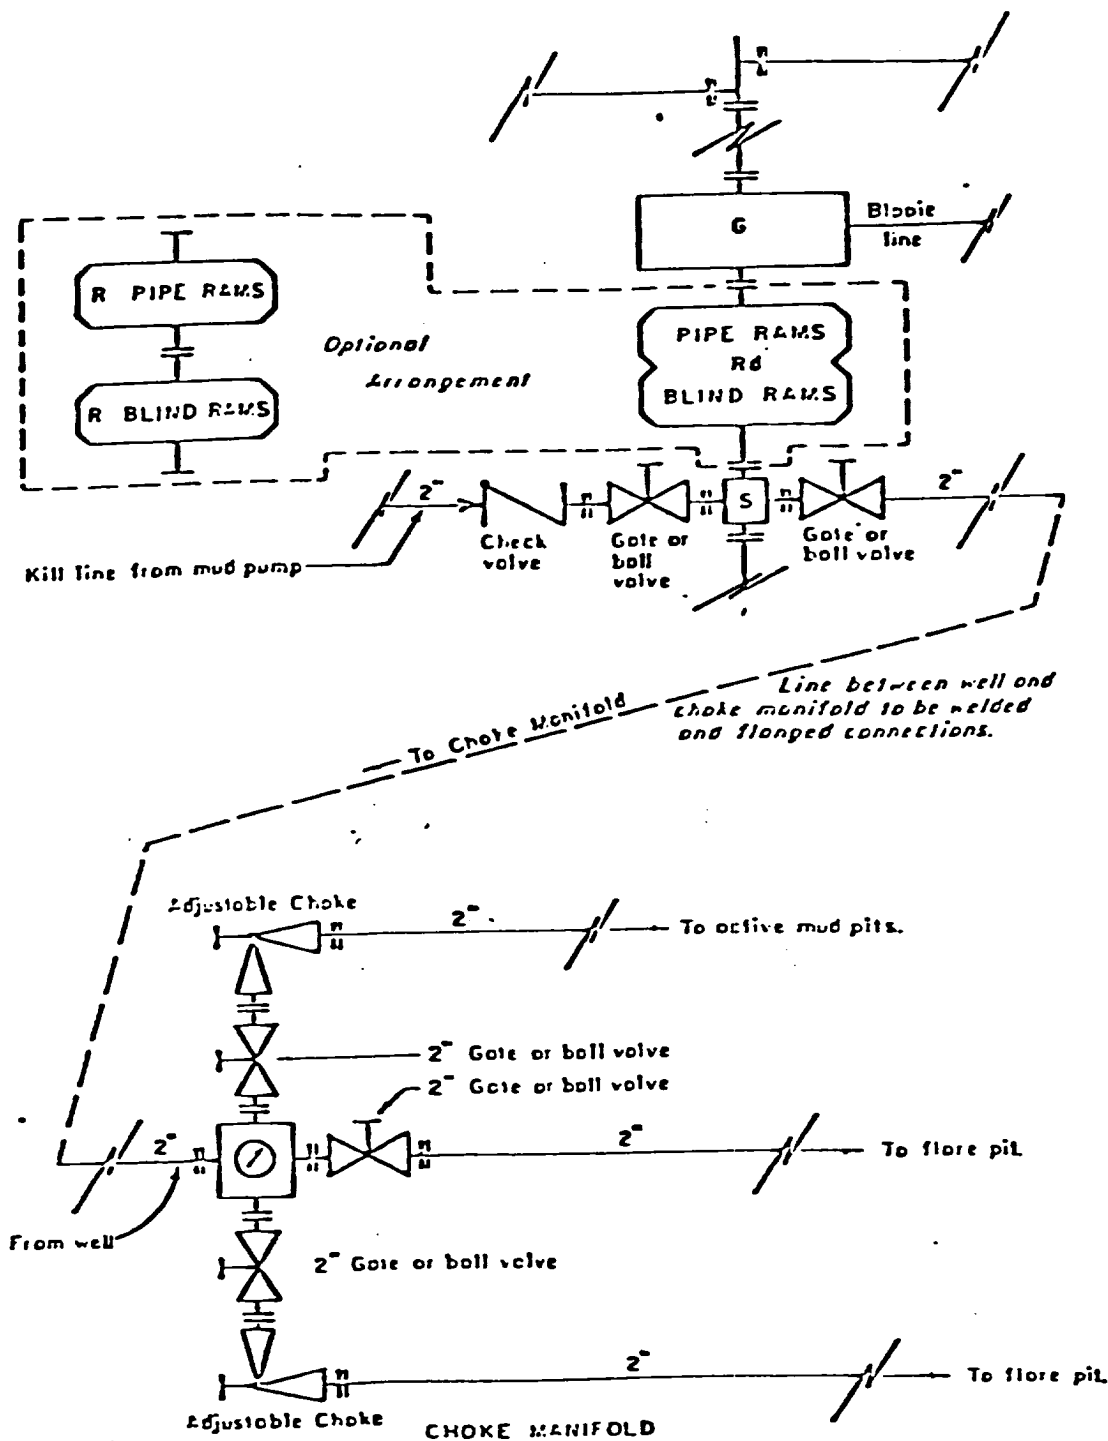 G
Blooie
line
R PIPE RAMS
Optional
Arrangement
R BLIND RAMS
PIPE RAMS
Rd
BLIND RAMS
2"
S
2"
Check
valve
Gate or
ball
valve
Gate or
ball valve
Kill line from mud pump
Line between well and
choke manifold to be welded
and flanged connections.
To Choke Manifold
Adjustable Choke
2"
To active mud pits.
2" Gate or ball valve
2" Gate or ball valve
2"
2"
To flare pit.
From well
2" Gate or ball valve
2"
To flare pit.
Adjustable Choke
CHOKE MANIFOLD